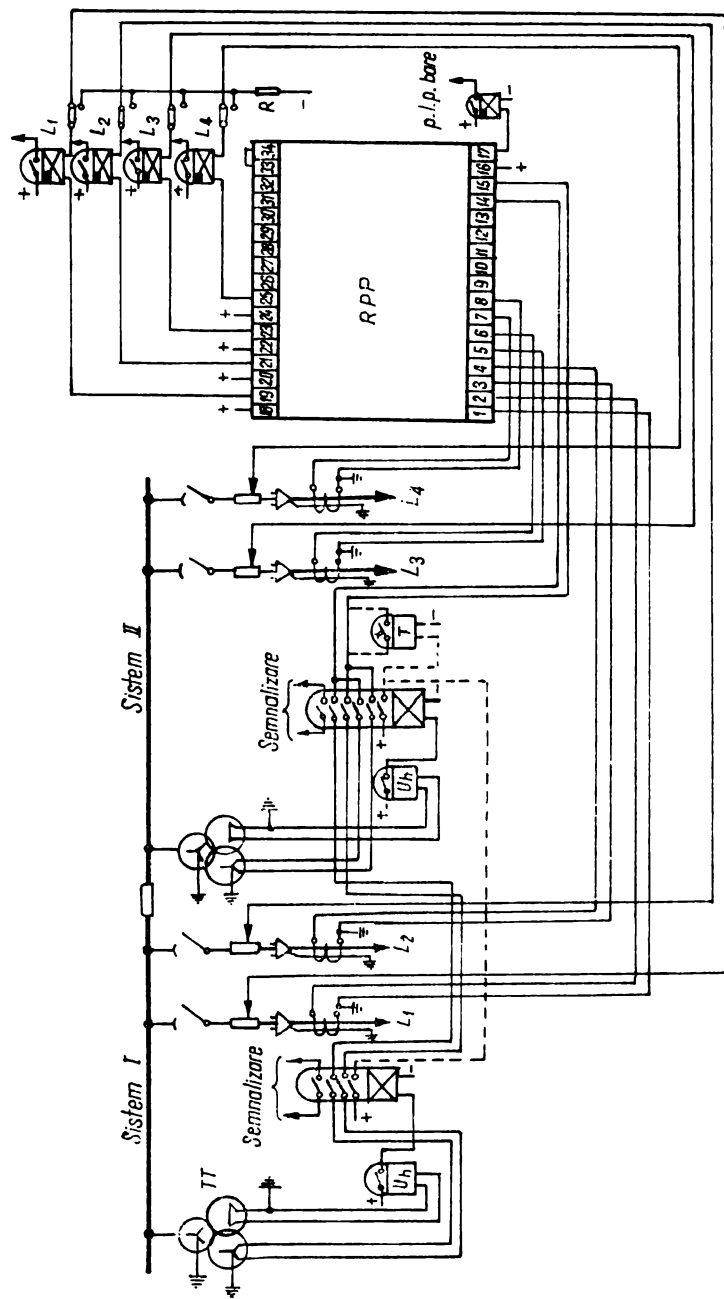 L1
L2
L3
L4
+
+
+
+
R
−
p.l.p. bare
+
−
34
33
32
31
30
29
28
27
26
25
24
23
22
21
20
19
18
+
+
+
+
RPP
17
16
15
14
13
12
11
10
9
8
7
6
5
4
3
2
1
+
Sistem II
L4
L3
T
−
Semnalizare
+
−
Uh
+
L2
L1
Sistem I
Semnalizare
+
−
Uh
+
TT